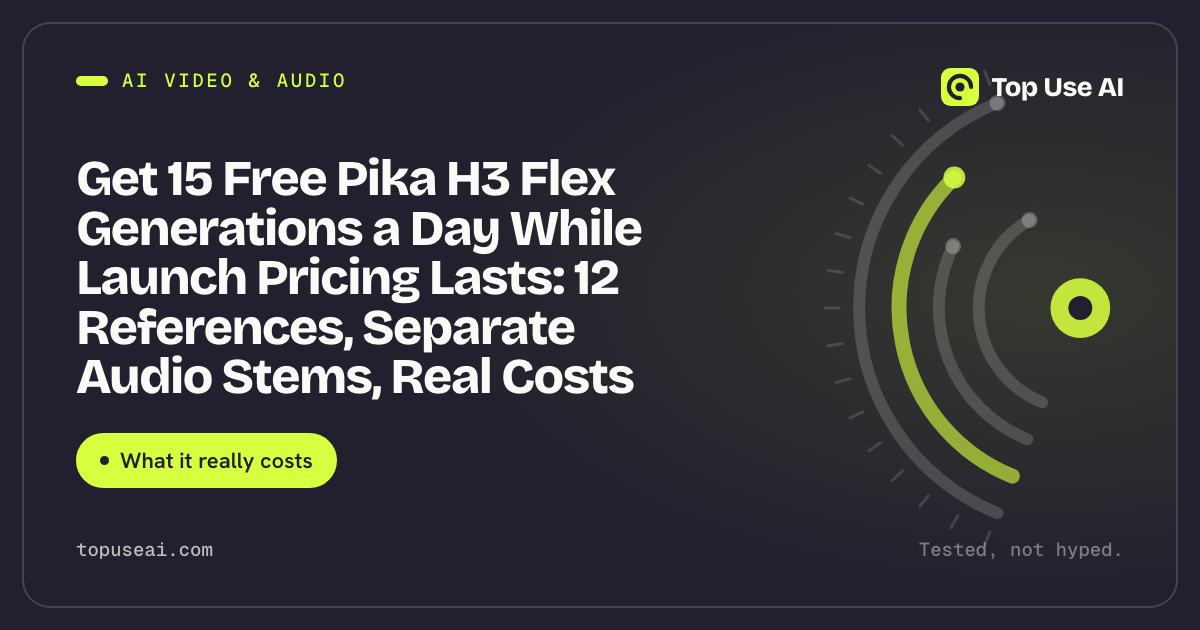 AI VIDEO & AUDIO
Top Use AI
Get 15 Free Pika H3 Flex
Generations a Day While
Launch Pricing Lasts: 12
References, Separate
Audio Stems, Real Costs
What it really costs
topuseai.com
Tested, not hyped.